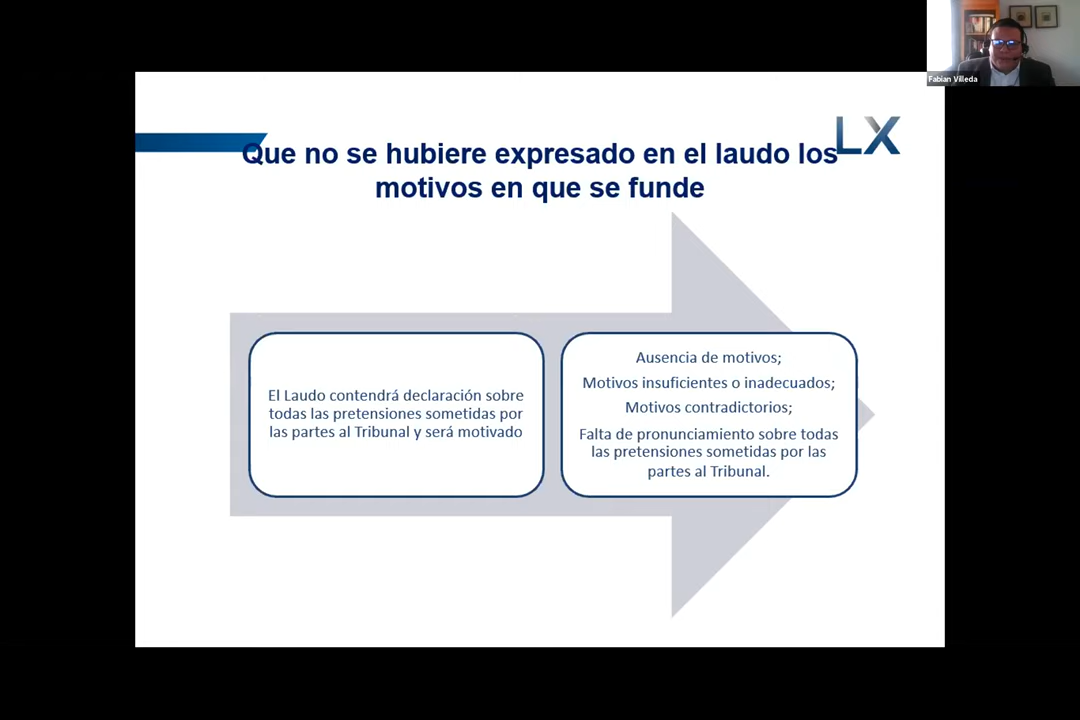 Fabian Villeda
LX
Que no se hubiere expresado en el laudo los
motivos en que se funde
El Laudo contendrá declaración sobre
todas las pretensiones sometidas por
las partes al Tribunal y será motivado
Ausencia de motivos;
Motivos insuficientes o inadecuados;
Motivos contradictorios;
Falta de pronunciamiento sobre todas
las pretensiones sometidas por las
partes al Tribunal.